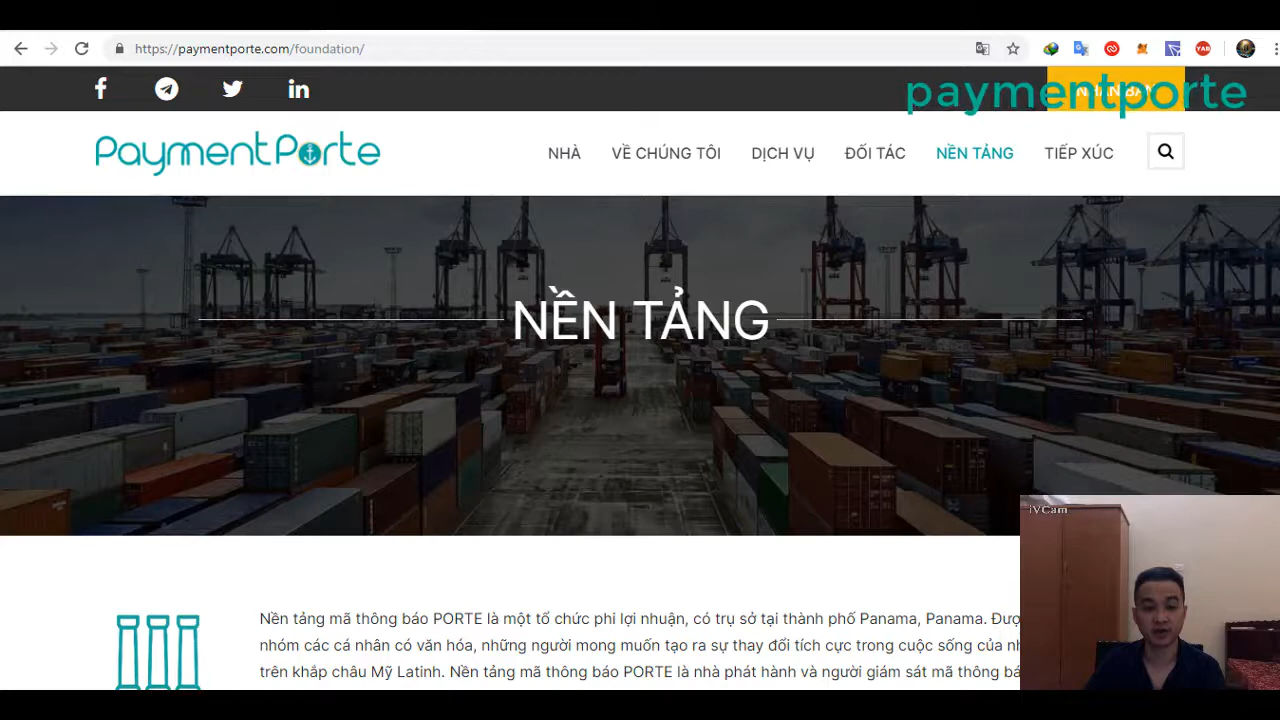 https://paymentporte.com/foundation/
YAB
paymentporte
PaymentPorte
NHÀ
VỀ CHÚNG TÔI
DỊCH VỤ
ĐỐI TÁC
NỀN TẢNG
TIẾP XÚC
NỀN TẢNG
iVCam
Nền tảng mã thông báo PORTE là một tổ chức phi lợi nhuận, có trụ sở tại thành phố Panama, Panama. Đượ
nhóm các cá nhân có văn hóa, những người mong muốn tạo ra sự thay đổi tích cực trong cuộc sống của nh
trên khắp châu Mỹ Latinh. Nền tảng mã thông báo PORTE là nhà phát hành và người giám sát mã thông bá